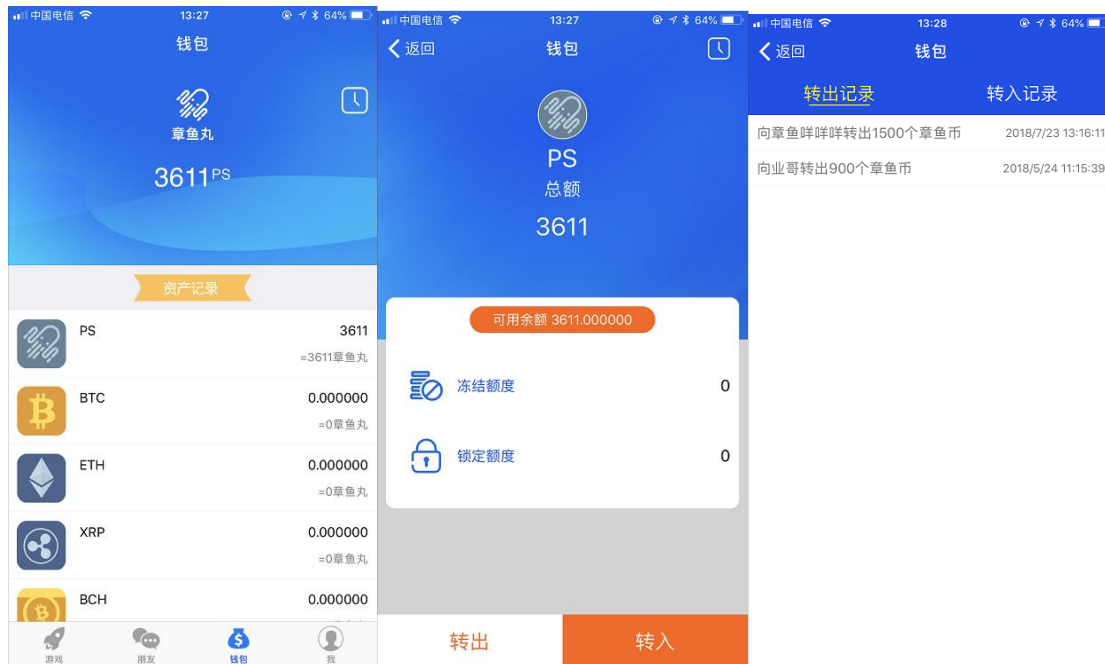 中国电信 13:27 64%
钱包
章鱼丸
3611 PS
资产记录
PS 3611
=3611章鱼丸
BTC 0.000000
=0章鱼丸
ETH 0.000000
=0章鱼丸
XRP 0.000000
=0章鱼丸
BCH 0.000000
游戏 朋友 钱包 我
中国电信 13:27 64%
返回 钱包
PS
总额
3611
可用余额 3611.000000
冻结额度 0
锁定额度 0
转出 转入
中国电信 13:28 64%
返回 钱包
转出记录 转入记录
向章鱼咩咩咩转出1500个章鱼币 2018/7/23 13:16:11
向业哥转出900个章鱼币 2018/5/24 11:15:39